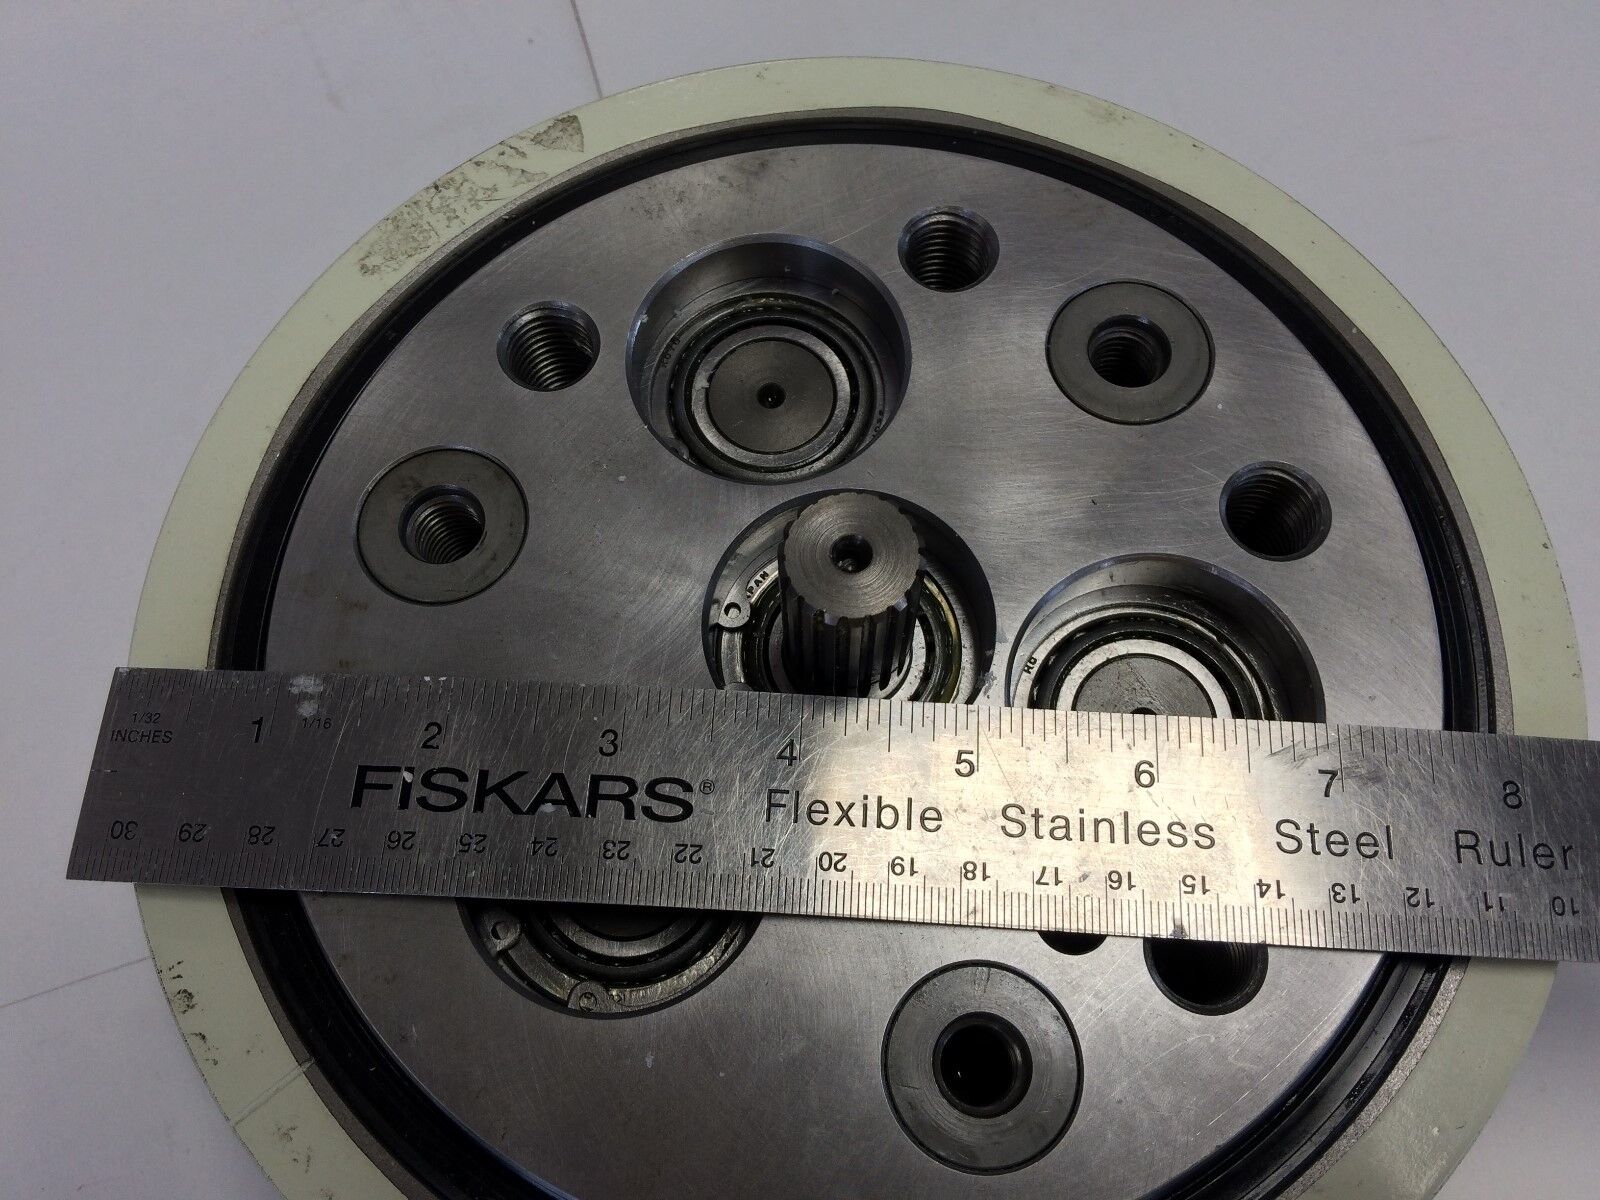 JAPAN
1/32
INCHES
1 1/16 2 3 4 5 6 7 8
FiSKARS® Flexible Stainless Steel Ruler
30 29 28 27 26 25 24 23 22 21 20 19 18 17 16 15 14 13 12 11 10